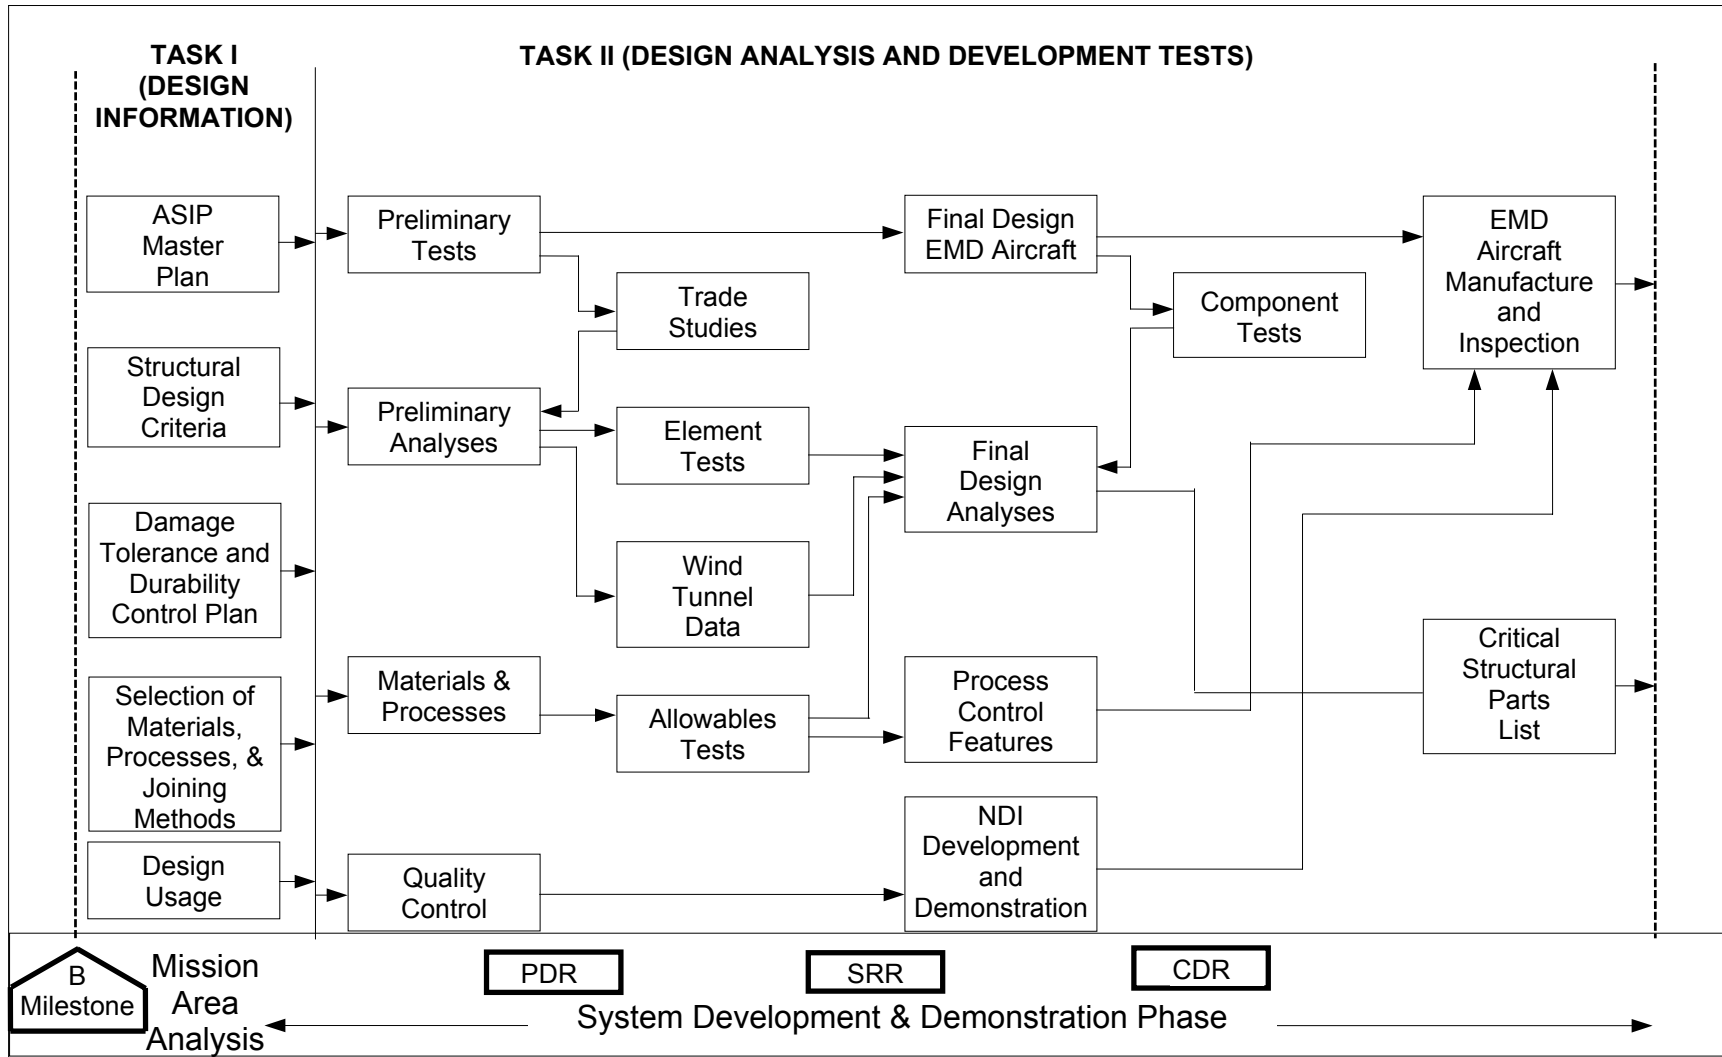 TASK I
(DESIGN
INFORMATION)
TASK II (DESIGN ANALYSIS AND DEVELOPMENT TESTS)
ASIP
Master
Plan
Structural
Design
Criteria
Damage
Tolerance and
Durability
Control Plan
Selection of
Materials,
Processes, &
Joining
Methods
Design
Usage
Preliminary
Tests
Preliminary
Analyses
Materials &
Processes
Quality
Control
Trade
Studies
Element
Tests
Wind
Tunnel
Data
Allowables
Tests
Final Design
EMD Aircraft
Final
Design
Analyses
Process
Control
Features
NDI
Development
and
Demonstration
Component
Tests
EMD
Aircraft
Manufacture
and
Inspection
Critical
Structural
Parts
List
B
Milestone
Mission
Area
Analysis
PDR
SRR
CDR
System Development & Demonstration Phase